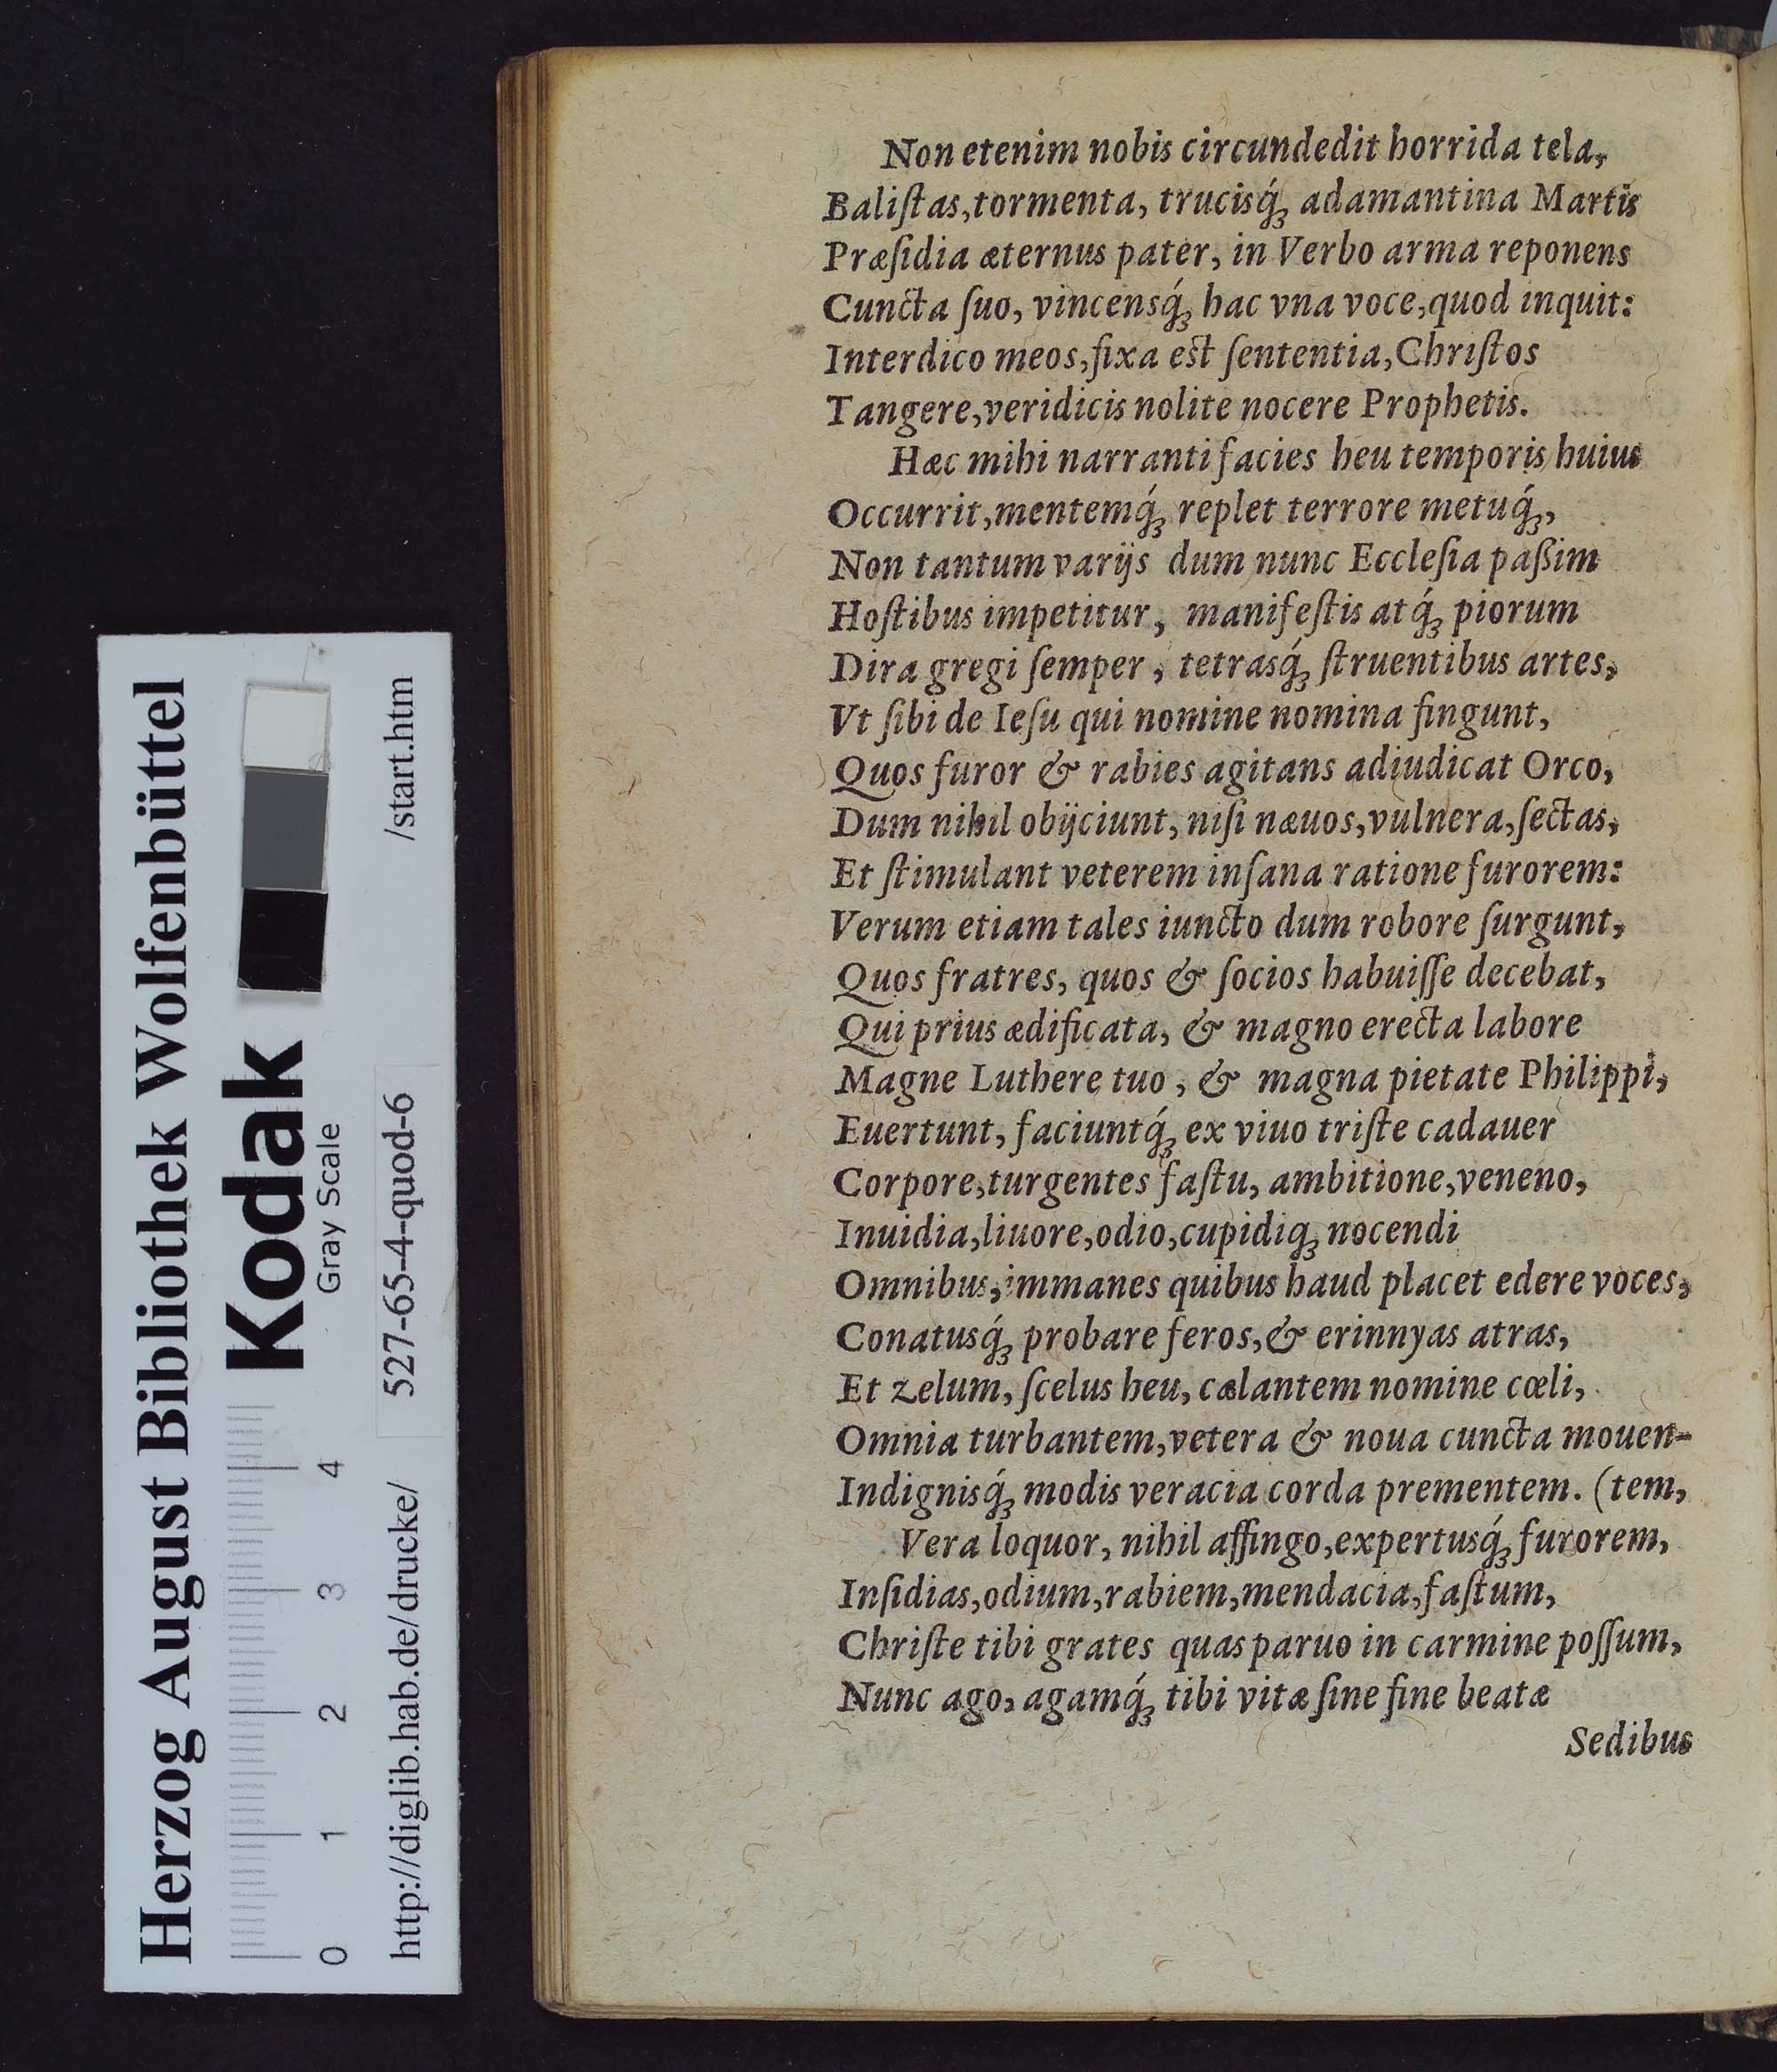 Non etenim nobis circundedit horrida tela,
Baliſtas,tormenta, trucisq́ꝫ adamantina Martis
Præſidia æternus pater, in Verbo arma reponens
Cuncta ſuo, vincensq́ꝫ hac vna voce,quod inquit:
Interdico meos,fixa est ſententia,Chriſtos
Tangere,veridicis nolite nocere Prophetis.
Hæc mihi narranti facies heu temporis huius
Occurrit,mentemq́ꝫ replet terrore metuq́ꝫ,
Non tantum varijs dum nunc Eccleſia paßim
Hoſtibus impetitur, manifeſtis atq́ꝫ piorum
Dira gregi ſemper, tetrasq́ꝫ ſtruentibus artes,
Vt ſibi de Ieſu qui nomine nomina fingunt,
Quos furor & rabies agitans adiudicat Orco,
Dum nihil obijciunt, niſi næuos,vulnera,ſectas,
Et ſtimulant veterem inſana ratione furorem:
Verum etiam tales iuncto dum robore ſurgunt,
Quos fratres, quos & ſocios habuiſſe decebat,
Qui prius ædificata, & magno erecta labore
Magne Luthere tuo, & magna pietate Philippi,
Euertunt, faciuntq́ꝫ ex viuo triſte cadauer
Corpore,turgentes faſtu, ambitione,veneno,
Inuidia,liuore,odio,cupidiqꝫ nocendi
Omnibus,immanes quibus haud placet edere voces,
Conatusq́ꝫ probare feros,& erinnyas atras,
Et zelum, ſcelus heu, cælantem nomine cœli,
Omnia turbantem,vetera & noua cuncta mouen-
Indignisq́ꝫ modis veracia corda prementem. (tem,
Vera loquor, nihil affingo,expertusq́ꝫ furorem,
Inſidias,odium,rabiem,mendacia,faſtum,
Chriſte tibi grates quas paruo in carmine poſſum,
Nunc ago, agamq́ꝫ tibi vitæ ſine fine beatæ
Sedibus
Herzog August Bibliothek Wolfenbüttel
Kodak
Gray Scale
0 1 2 3 4
http://diglib.hab.de/drucke/ 527-65-4-quod-6 /start.htm